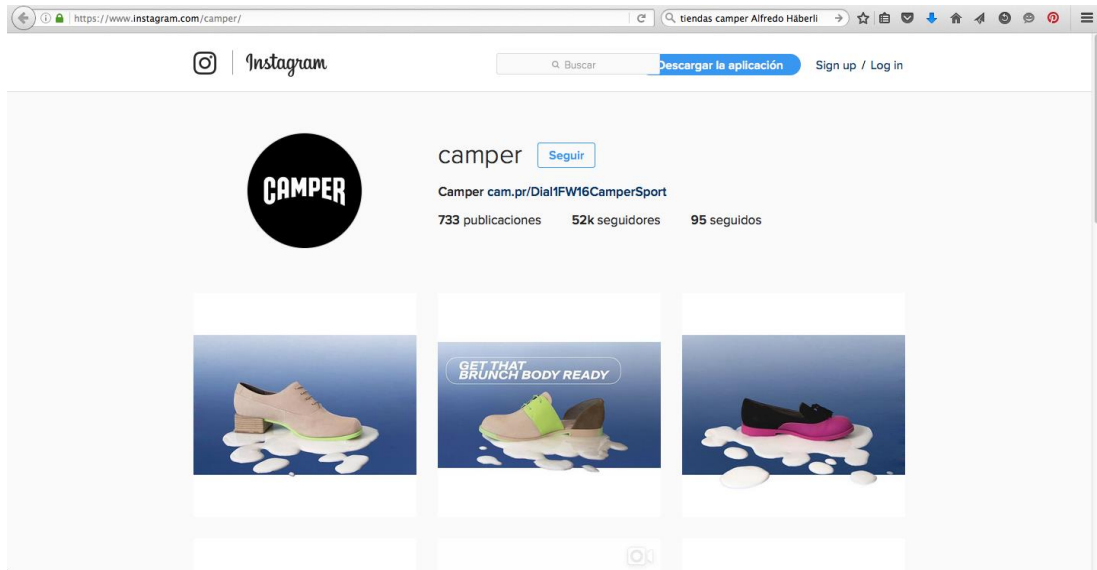 https://www.instagram.com/camper/
tiendas camper Alfredo Häberli
Instagram
Buscar
Descargar la aplicación
Sign up / Log in
CAMPER
camper
Seguir
Camper cam.pr/Dial1FW16CamperSport
733 publicaciones 52k seguidores 95 seguidos
GET THAT
BRUNCH BODY READY